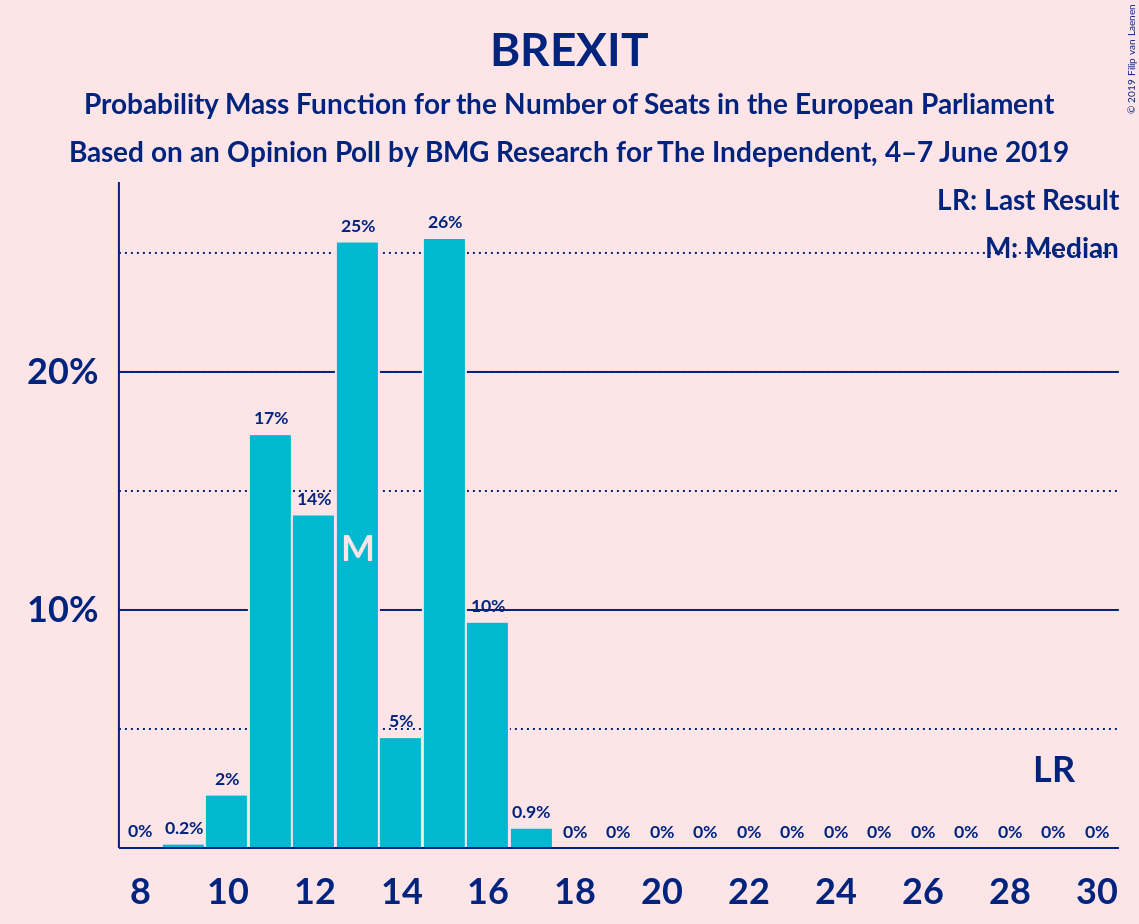 BREXIT
Probability Mass Function for the Number of Seats in the European Parliament
Based on an Opinion Poll by BMG Research for The Independent, 4–7 June 2019
© 2019 Filip van Laenen
LR: Last Result
M: Median
20%
10%
0%
0.2%
2%
17%
14%
25%
M
5%
26%
10%
0.9%
0%
0%
0%
0%
0%
0%
0%
0%
0%
0%
0%
0%
0%
LR
8 10 12 14 16 18 20 22 24 26 28 30